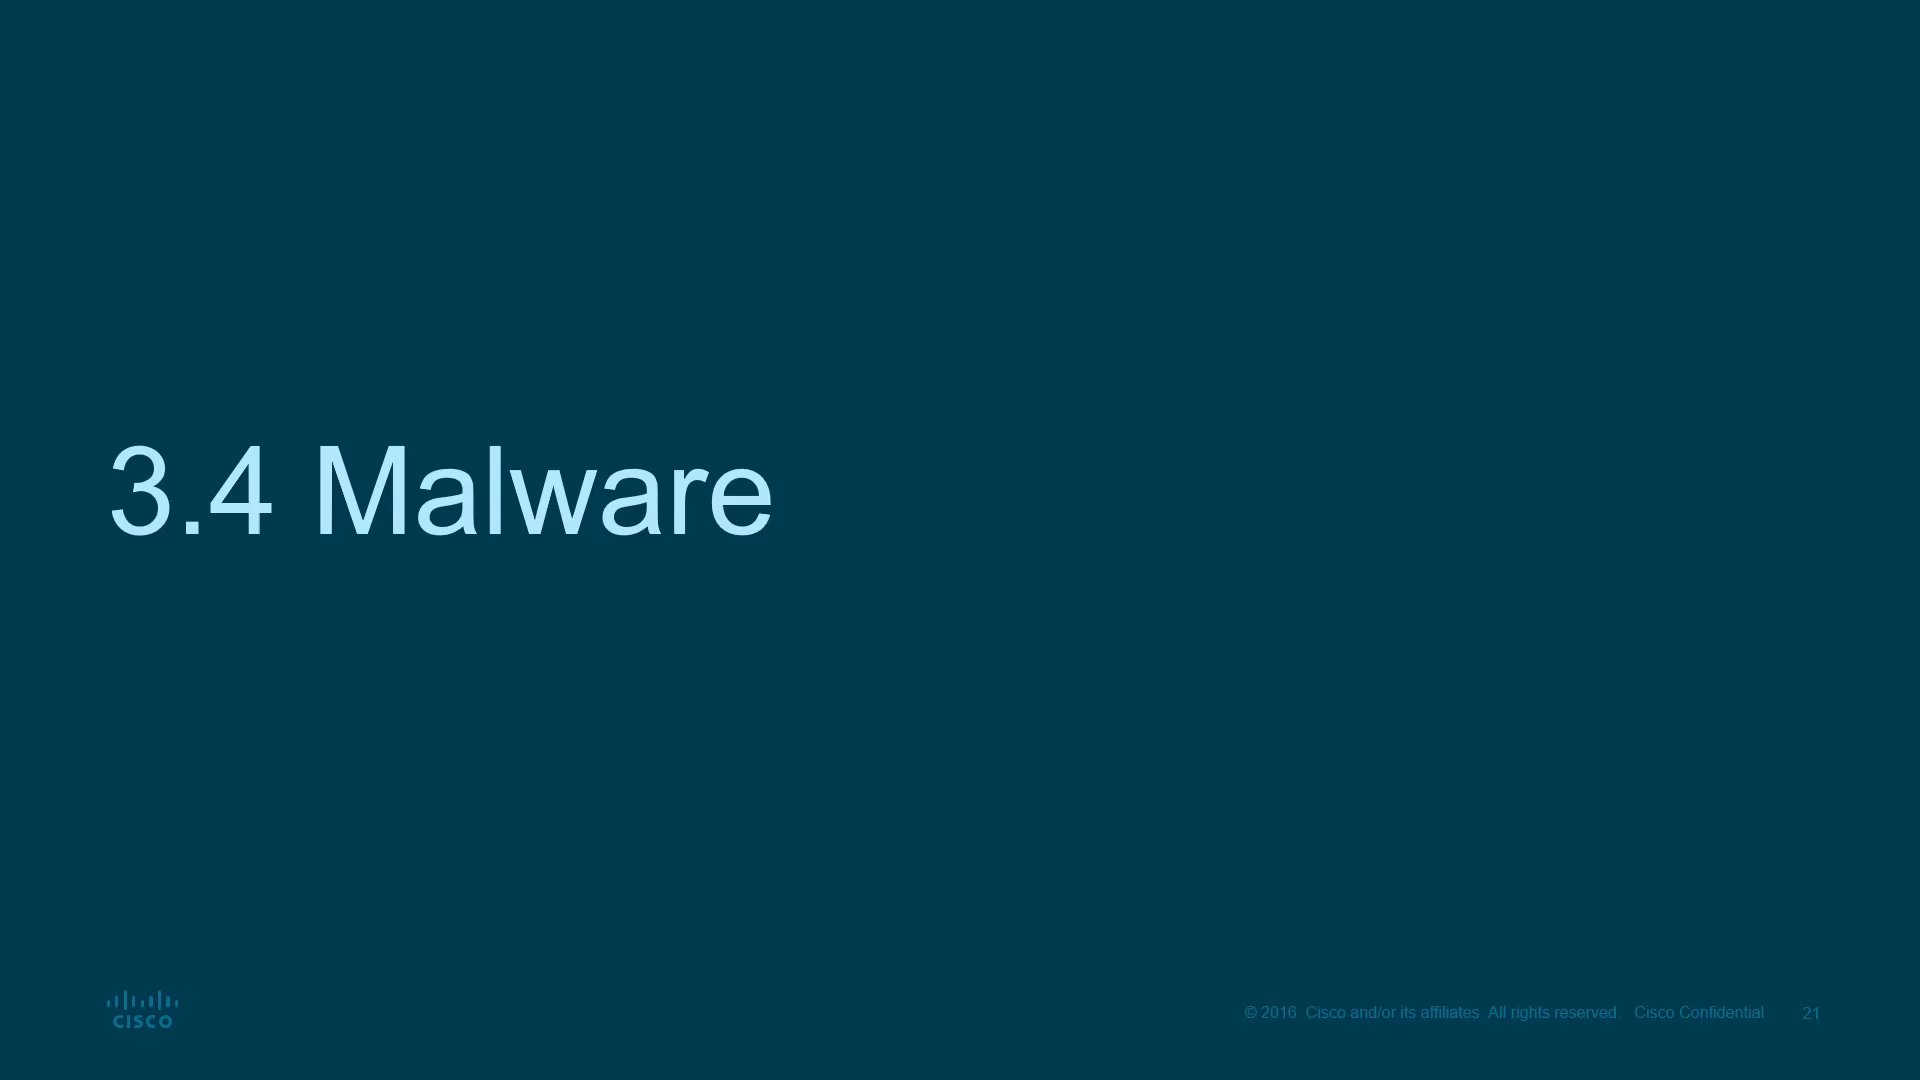 3.4 Malware
CISCO
© 2016 Cisco and/or its affiliates. All rights reserved. Cisco Confidential 21